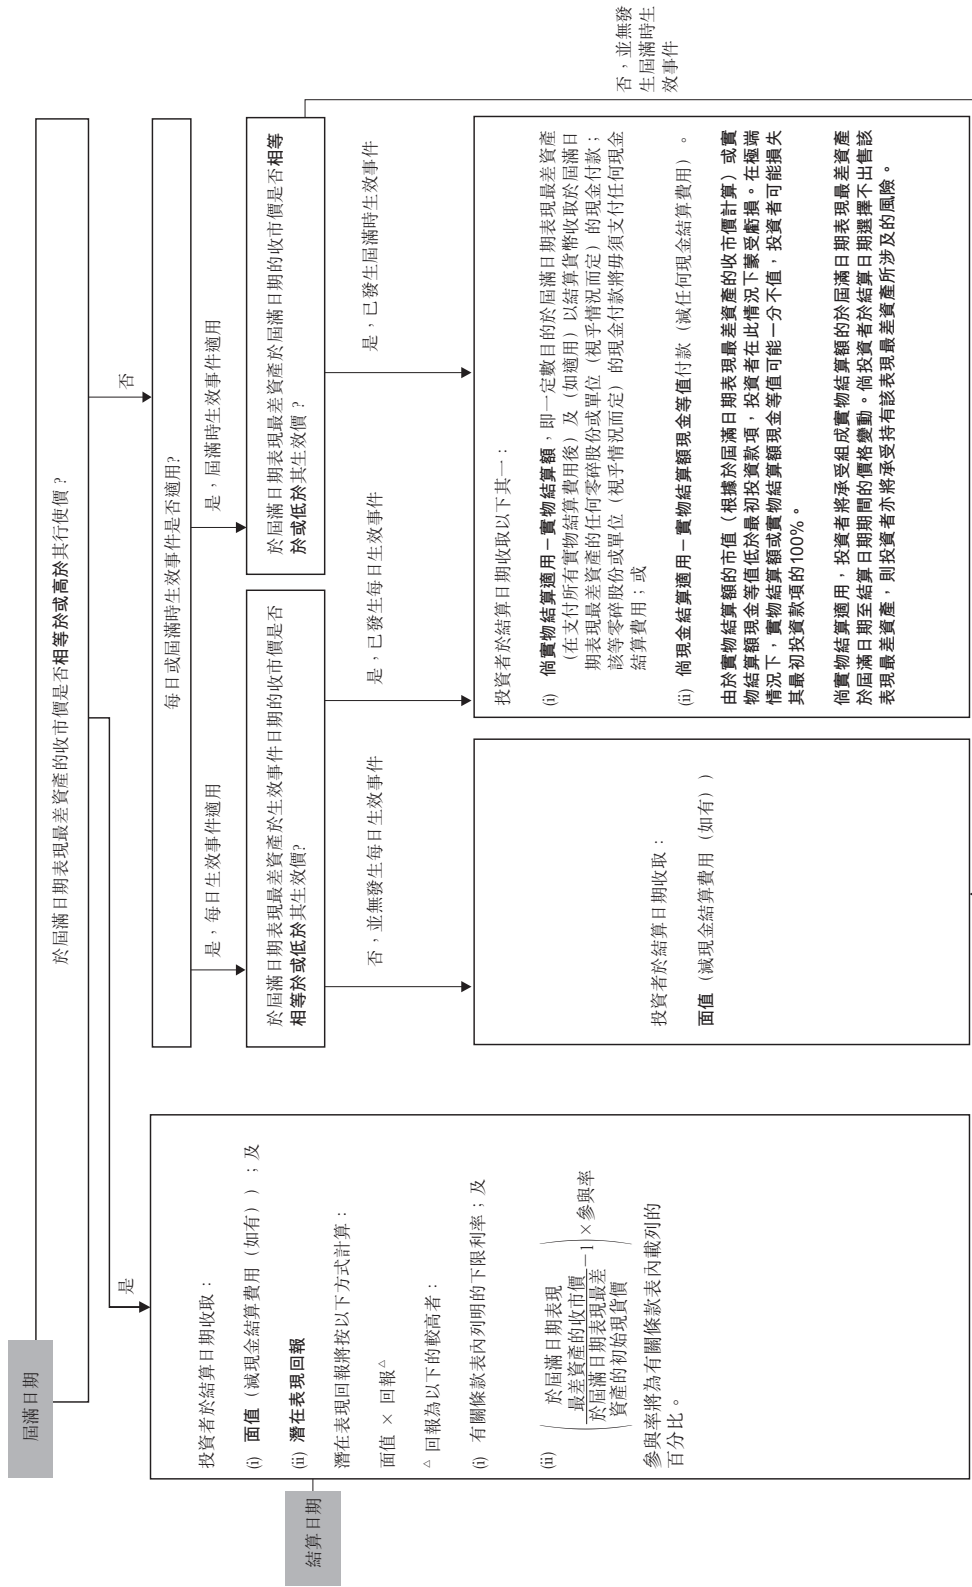 屆滿日期
於屆滿日期表現最差資產的收市價是否相等於或高於其行使價？
是
否
每日或屆滿時生效事件是否適用?
是，每日生效事件適用
是，屆滿時生效事件適用
於屆滿日期表現最差資產於生效事件日期的收市價是否
相等於或低於其生效價?
於屆滿日期表現最差資產於屆滿日期的收市價是否相等
於或低於其生效價？
否，並無發生每日生效事件
是，已發生每日生效事件
是，已發生屆滿時生效事件
否，並無發
生屆滿時生
效事件
結算日期
投資者於結算日期收取：
(i) 面值（減現金結算費用（如有））；及
(ii) 潛在表現回報
潛在表現回報將按以下方式計算：
面值 × 回報△
△ 回報為以下的較高者：
(i) 有關條款表內列明的下限利率；及
(ii) (於屆滿日期表現
最差資產的收市價
於屆滿日期表現最差
資產的初始現貨價
−1) ×參與率
參與率將為有關條款表內載列的
百分比。
投資者於結算日期收取：
面值（減現金結算費用（如有））
投資者於結算日期收取以下其一：
(i) 倘實物結算適用－實物結算額，即一定數目的於屆滿日期表現最差資產
（在支付所有實物結算費用後）及（如適用）以結算貨幣收取於屆滿日
期表現最差資產的任何零碎股份或單位（視乎情況而定）的現金付款；
該等零碎股份或單位（視乎情況而定）的現金付款將毋須支付任何現金
結算費用；或
(ii) 倘現金結算適用－實物結算額現金等值付款（減任何現金結算費用）。
由於實物結算額的市值（根據於屆滿日期表現最差資產的收市價計算）或實
物結算額現金等值低於最初投資款項，投資者在此情況下蒙受虧損。在極端
情況下，實物結算額或實物結算額現金等值可能一分不值，投資者可能損失
其最初投資款項的100%。
倘實物結算適用，投資者將承受組成實物結算額的於屆滿日期表現最差資產
於屆滿日期至結算日期期間的價格變動。倘投資者於結算日期選擇不出售該
表現最差資產，則投資者亦將承受持有該表現最差資產所涉及的風險。